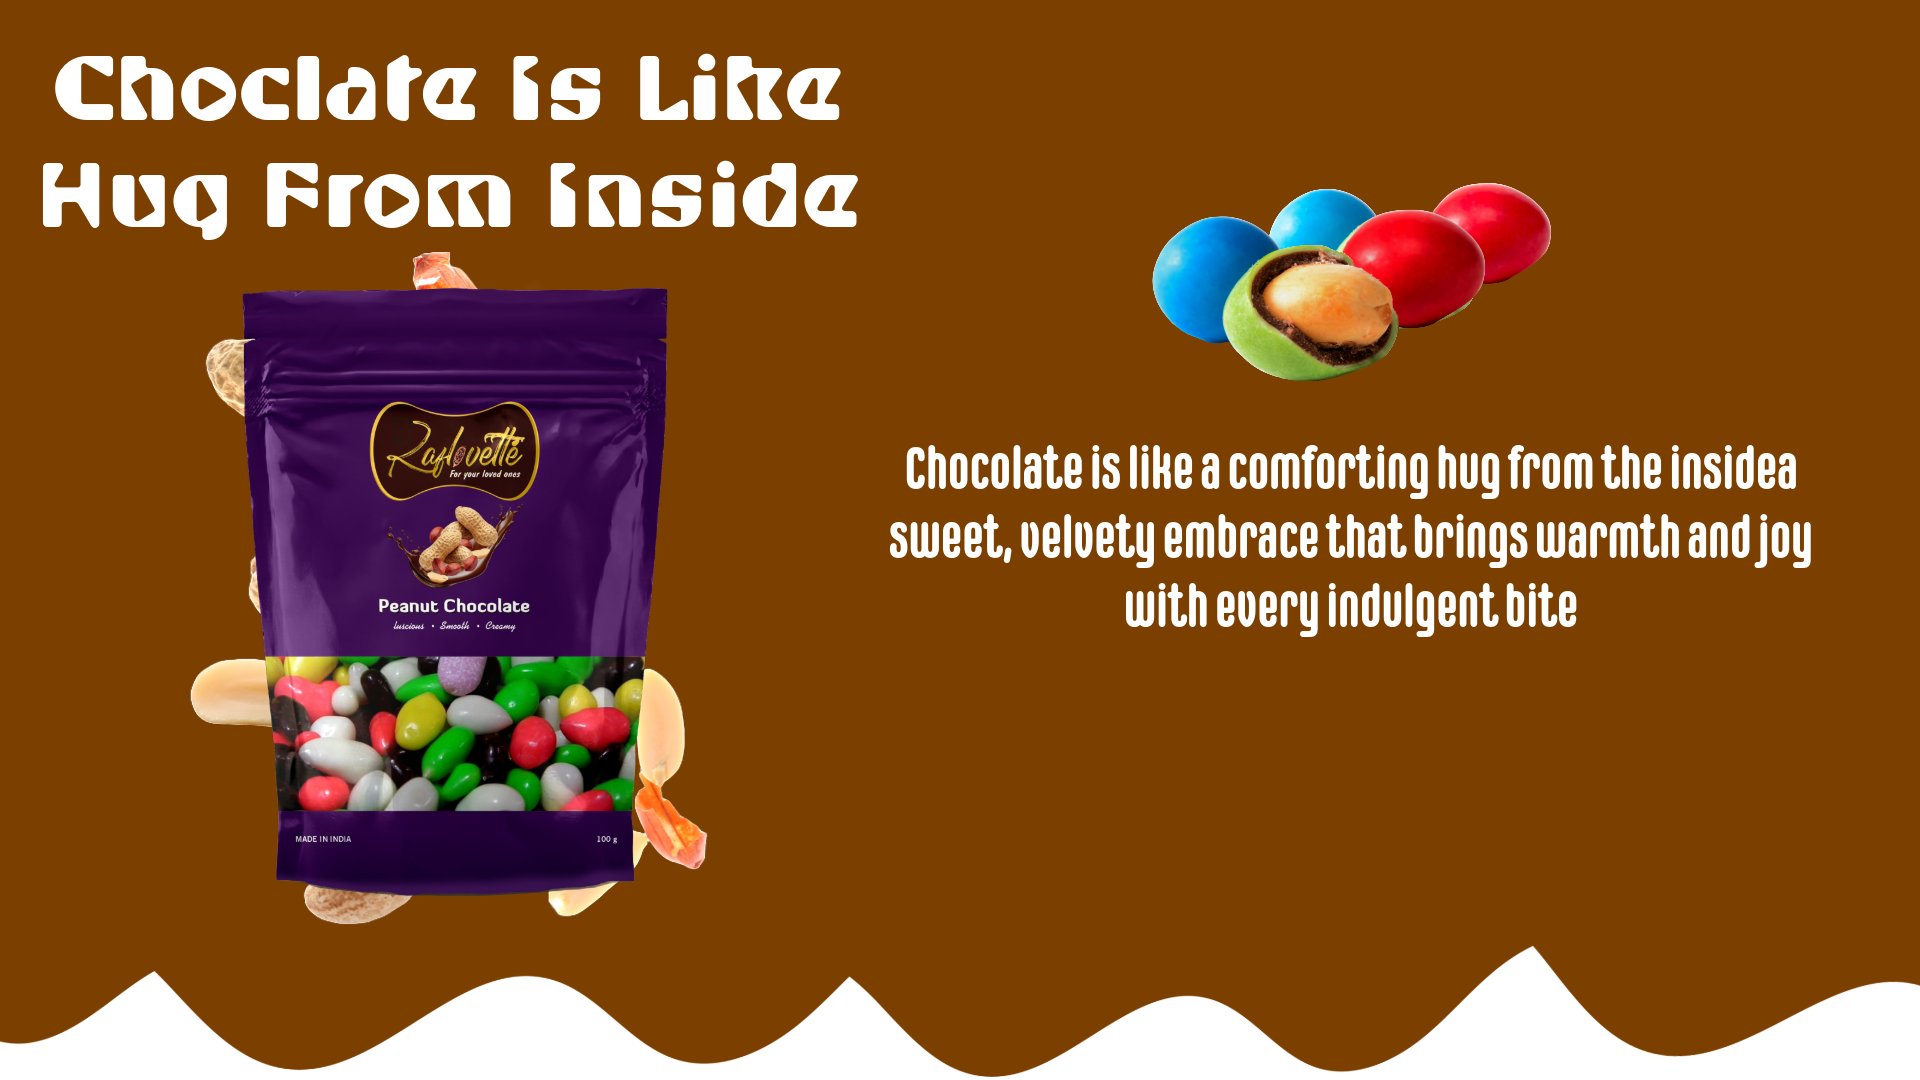 Choclate Is Like
Hug From Inside
Raflovette
For your loved ones
Peanut Chocolate
Luscious • Smooth • Creamy
MADE IN INDIA
100 g
Chocolate is like a comforting hug from the insidea
sweet, velvety embrace that brings warmth and joy
with every indulgent bite